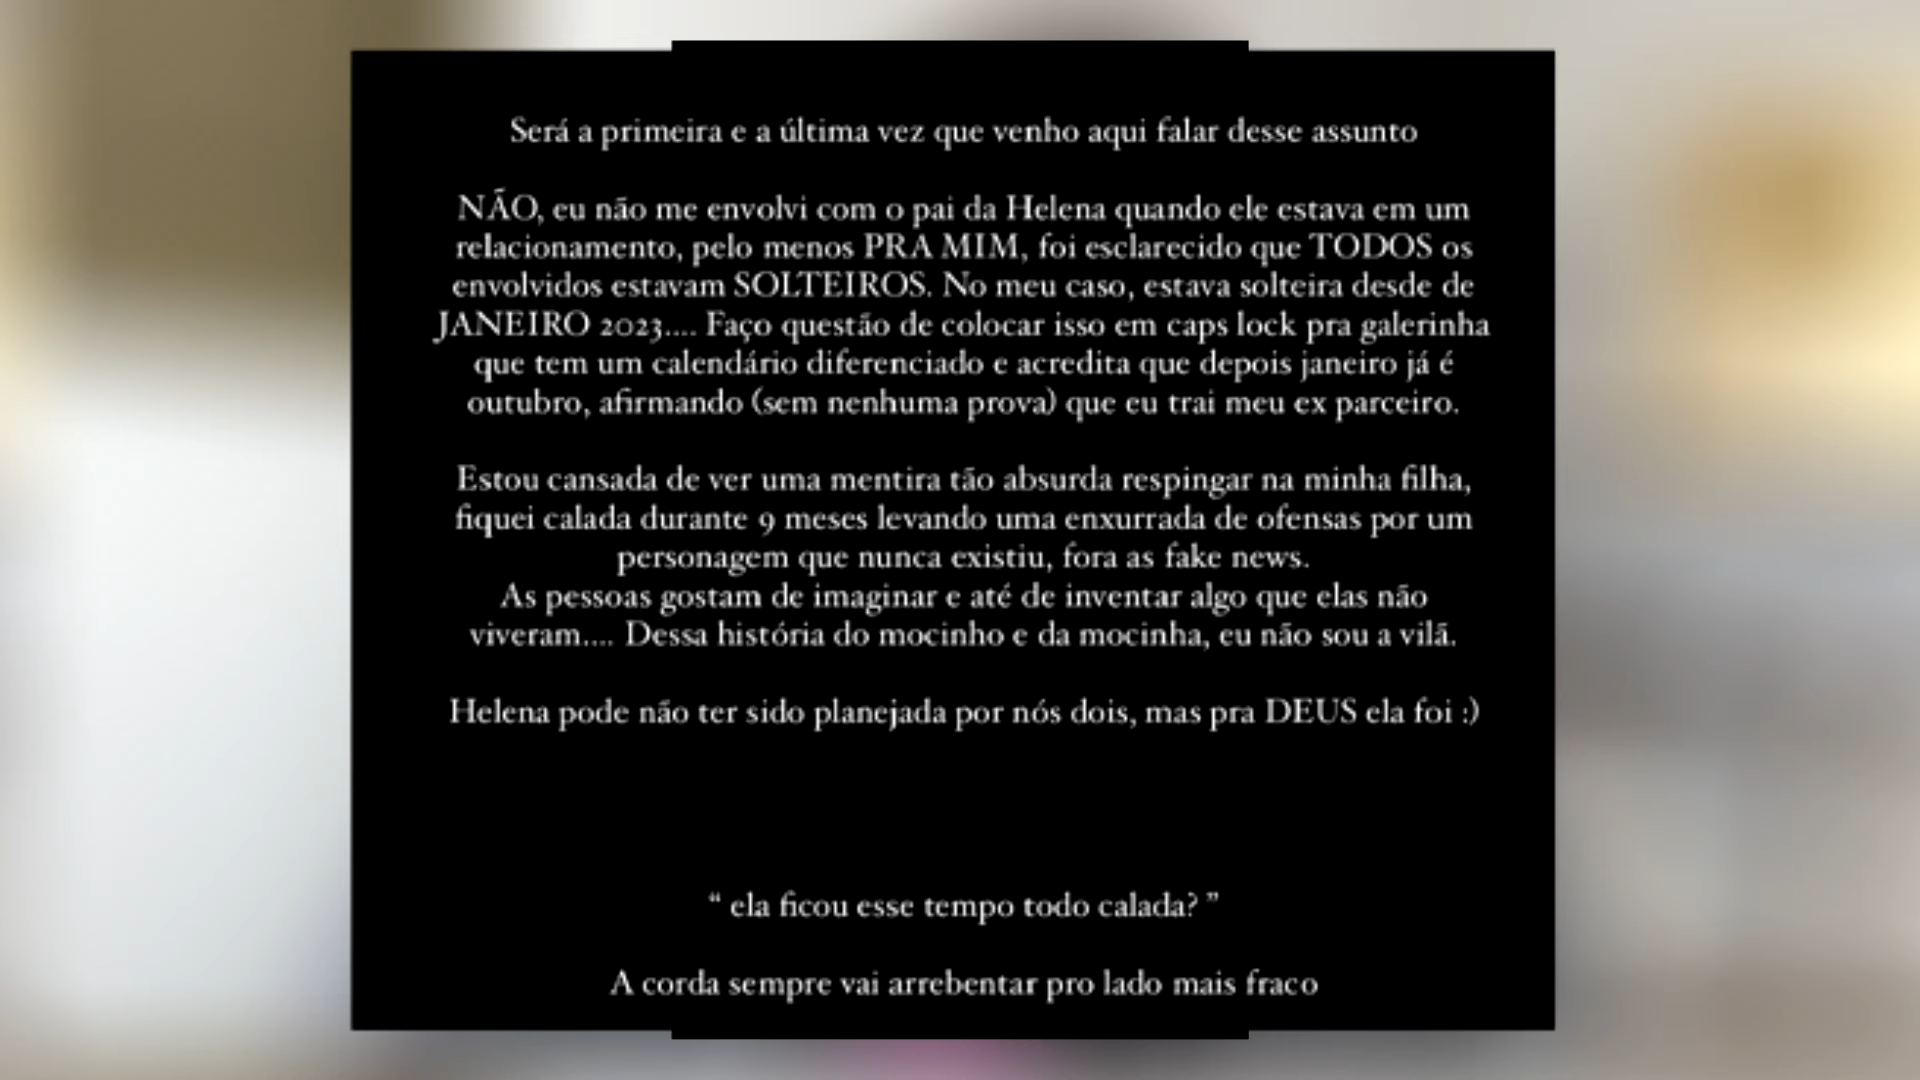 Será a primeira e a última vez que venho aqui falar desse assunto
NÃO, eu não me envolvi com o pai da Helena quando ele estava em um
relacionamento, pelo menos PRA MIM, foi esclarecido que TODOS os
envolvidos estavam SOLTEIROS. No meu caso, estava solteira desde de
JANEIRO 2023.... Faço questão de colocar isso em caps lock pra galerinha
que tem um calendário diferenciado e acredita que depois janeiro já é
outubro, afirmando (sem nenhuma prova) que eu trai meu ex parceiro.
Estou cansada de ver uma mentira tão absurda respingar na minha filha,
fiquei calada durante 9 meses levando uma enxurrada de ofensas por um
personagem que nunca existiu, fora as fake news.
As pessoas gostam de imaginar e até de inventar algo que elas não
viveram.... Dessa história do mocinho e da mocinha, eu não sou a vilã.
Helena pode não ter sido planejada por nós dois, mas pra DEUS ela foi :)
“ ela ficou esse tempo todo calada? ”
A corda sempre vai arrebentar pro lado mais fraco